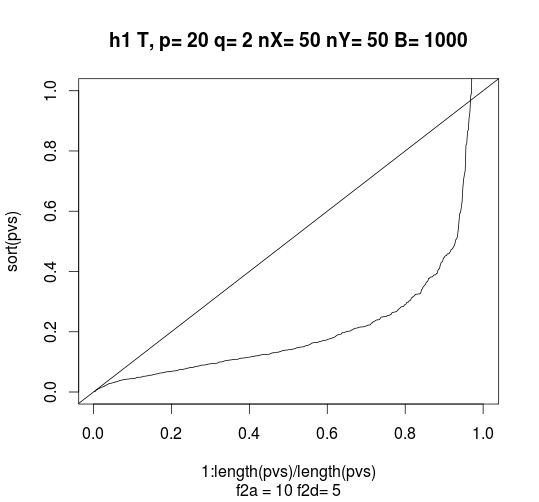 h1 T, p= 20 q= 2 nX= 50 nY= 50 B= 1000
sort(pvs)
1.0
0.8
0.6
0.4
0.2
0.0
0.0 0.2 0.4 0.6 0.8 1.0
1:length(pvs)/length(pvs)
f2a = 10 f2d= 5